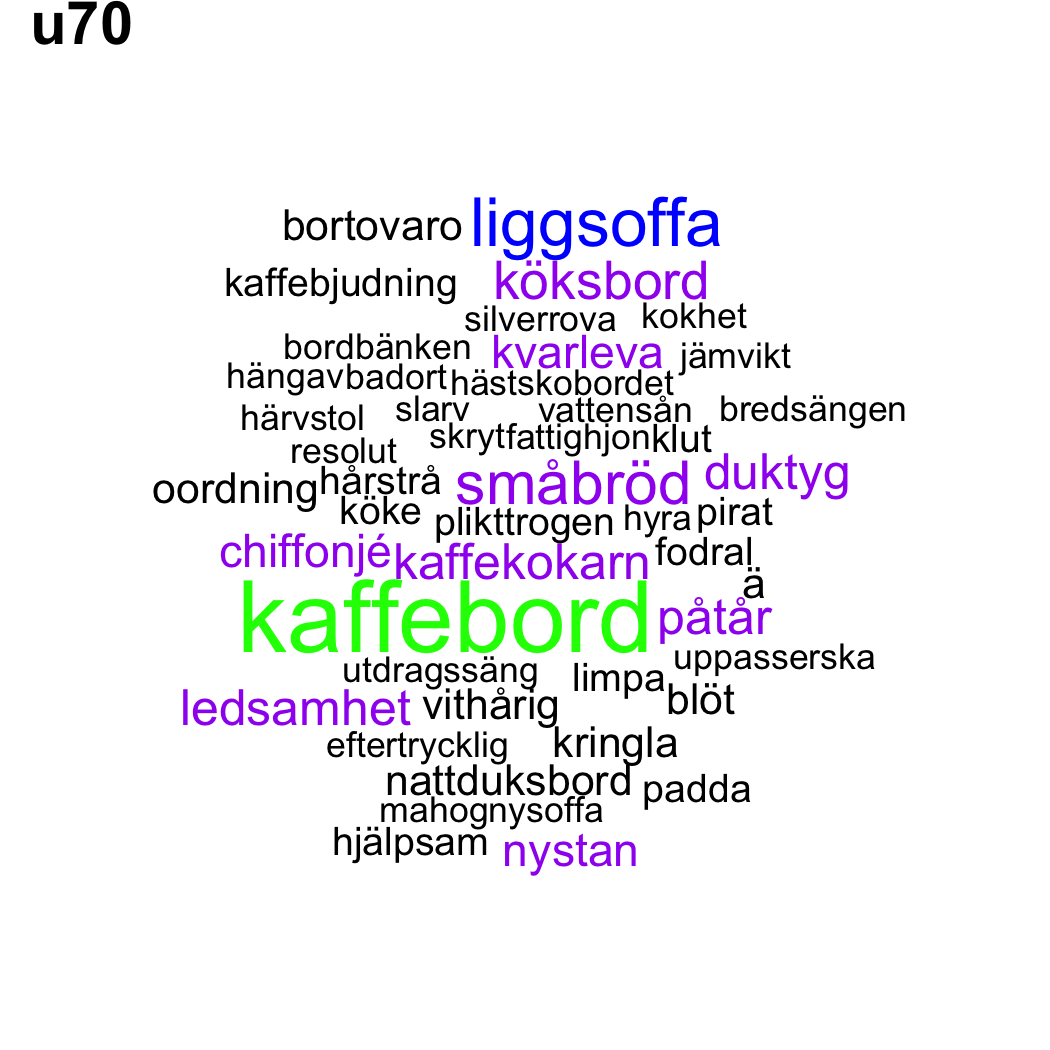 u70
bortovaro liggsoffa
kaffebjudning köksbord
silverrova kokhet
bordbänken kvarleva jämvikt
hängavbadort hästskobordet
härvstol slarv vattensån bredsängen
resolut skrytfattighjonklut
oordning hårstrå småbröd duktyg
köke plikttrogen hyra pirat
chiffonjé kaffekokarn fodral
ä
kaffebord påtår
utdragssäng limpa uppasserska
ledsamhet vithårig blöt
eftertrycklig kringla
nattduksbord padda
mahognysoffa
hjälpsam nystan